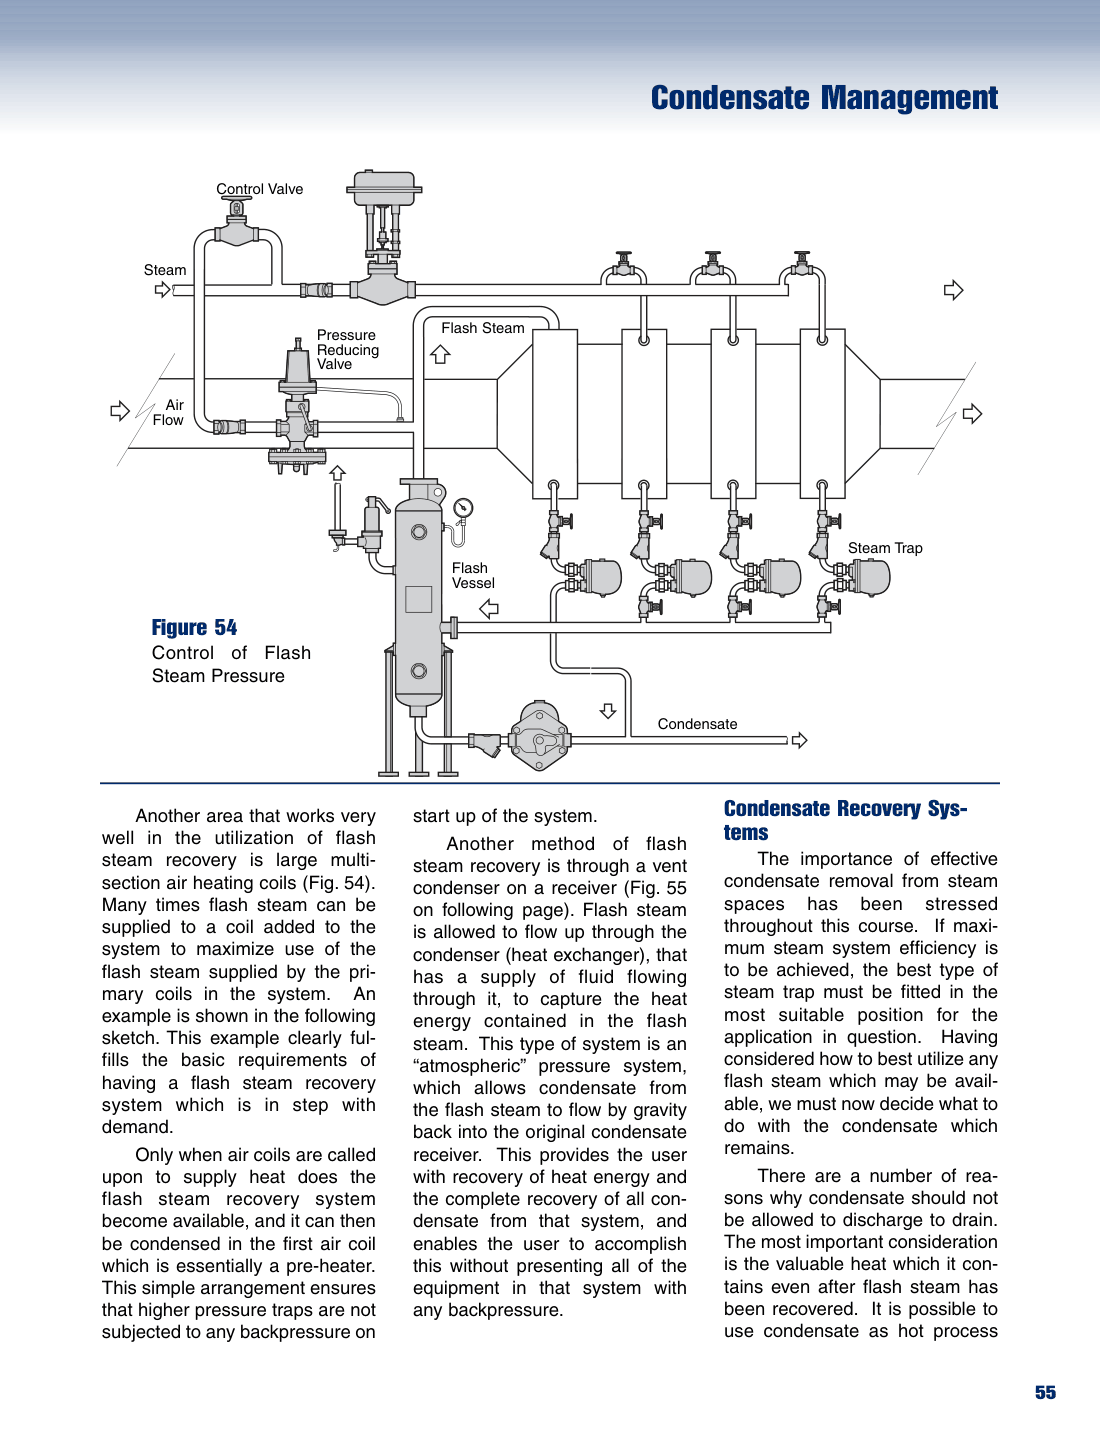 Condensate Management
Control Valve
Steam
Flash Steam
Pressure
Reducing
Valve
Air
Flow
Steam Trap
Flash
Vessel
Figure 54
Control of Flash
Steam Pressure
Condensate
Another area that works very
well in the utilization of flash
steam recovery is large multi-
section air heating coils (Fig. 54).
Many times flash steam can be
supplied to a coil added to the
system to maximize use of the
flash steam supplied by the pri-
mary coils in the system. An
example is shown in the following
sketch. This example clearly ful-
fills the basic requirements of
having a flash steam recovery
system which is in step with
demand.
Only when air coils are called
upon to supply heat does the
flash steam recovery system
become available, and it can then
be condensed in the first air coil
which is essentially a pre-heater.
This simple arrangement ensures
that higher pressure traps are not
subjected to any backpressure on
start up of the system.
Another method of flash
steam recovery is through a vent
condenser on a receiver (Fig. 55
on following page). Flash steam
is allowed to flow up through the
condenser (heat exchanger), that
has a supply of fluid flowing
through it, to capture the heat
energy contained in the flash
steam. This type of system is an
“atmospheric” pressure system,
which allows condensate from
the flash steam to flow by gravity
back into the original condensate
receiver. This provides the user
with recovery of heat energy and
the complete recovery of all con-
densate from that system, and
enables the user to accomplish
this without presenting all of the
equipment in that system with
any backpressure.
Condensate Recovery Sys-
tems
The importance of effective
condensate removal from steam
spaces has been stressed
throughout this course. If maxi-
mum steam system efficiency is
to be achieved, the best type of
steam trap must be fitted in the
most suitable position for the
application in question. Having
considered how to best utilize any
flash steam which may be avail-
able, we must now decide what to
do with the condensate which
remains.
There are a number of rea-
sons why condensate should not
be allowed to discharge to drain.
The most important consideration
is the valuable heat which it con-
tains even after flash steam has
been recovered. It is possible to
use condensate as hot process
55